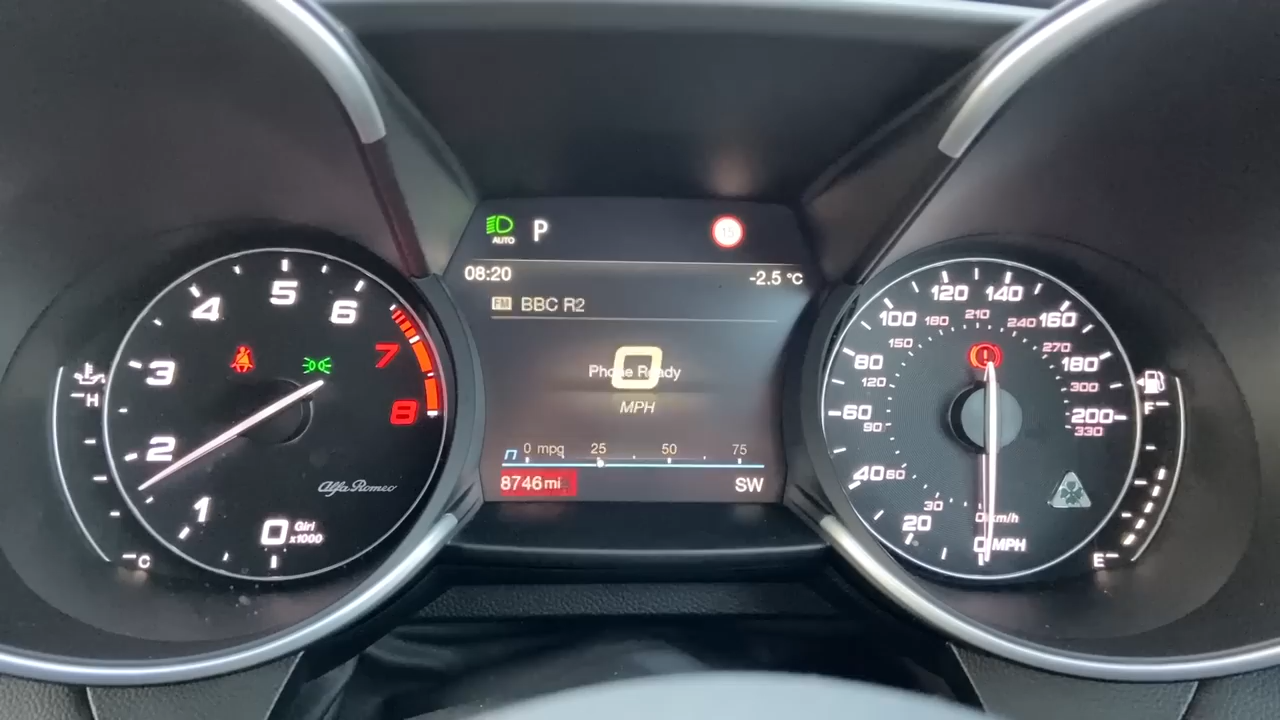 AUTO P 15
08:20 -2.5 °C
FM BBC R2
Phone Ready
0
MPH
0 mpg 25 50 75
8746 mi SW
1
2
3
4
5
6
7
8
Alfa Romeo
0 Giri
x1000
H
C
0 MPH
20
40
60
80
100
120
140
160
180
200
0 km/h
30
60
90
120
150
180
210
240
270
300
330
F
E